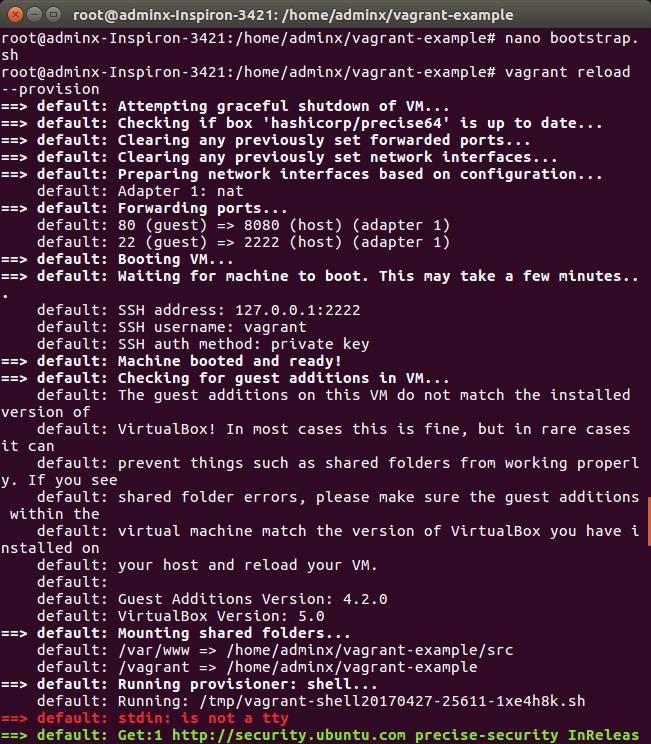 root@adminx-Inspiron-3421: /home/adminx/vagrant-example
root@adminx-Inspiron-3421:/home/adminx/vagrant-example# nano bootstrap.
sh
root@adminx-Inspiron-3421:/home/adminx/vagrant-example# vagrant reload
--provision
==> default: Attempting graceful shutdown of VM...
==> default: Checking if box 'hashicorp/precise64' is up to date...
==> default: Clearing any previously set forwarded ports...
==> default: Clearing any previously set network interfaces...
==> default: Preparing network interfaces based on configuration...
    default: Adapter 1: nat
==> default: Forwarding ports...
    default: 80 (guest) => 8080 (host) (adapter 1)
    default: 22 (guest) => 2222 (host) (adapter 1)
==> default: Booting VM...
==> default: Waiting for machine to boot. This may take a few minutes..
.
    default: SSH address: 127.0.0.1:2222
    default: SSH username: vagrant
    default: SSH auth method: private key
==> default: Machine booted and ready!
==> default: Checking for guest additions in VM...
    default: The guest additions on this VM do not match the installed
version of
    default: VirtualBox! In most cases this is fine, but in rare cases
it can
    default: prevent things such as shared folders from working properl
y. If you see
    default: shared folder errors, please make sure the guest additions
 within the
    default: virtual machine match the version of VirtualBox you have i
nstalled on
    default: your host and reload your VM.
    default:
    default: Guest Additions Version: 4.2.0
    default: VirtualBox Version: 5.0
==> default: Mounting shared folders...
    default: /var/www => /home/adminx/vagrant-example/src
    default: /vagrant => /home/adminx/vagrant-example
==> default: Running provisioner: shell...
    default: Running: /tmp/vagrant-shell20170427-25611-1xe4h8k.sh
==> default: stdin: is not a tty
==> default: Get:1 http://security.ubuntu.com precise-security InReleas